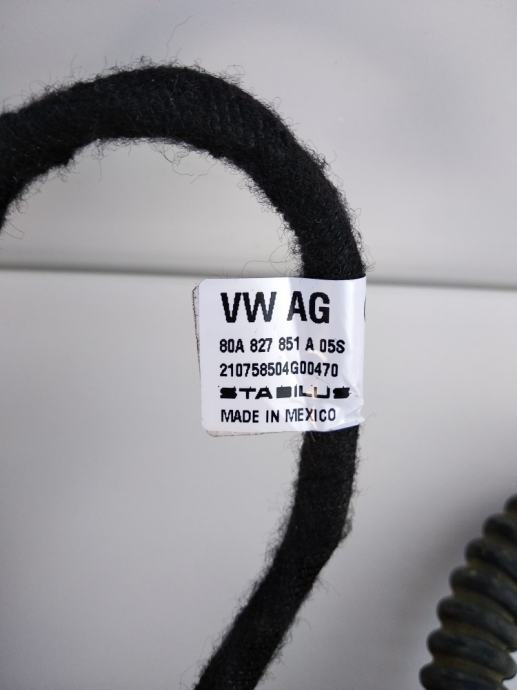 VW AG
80A 827 851 A 05S
210758504G00470
STABILUS
MADE IN MEXICO